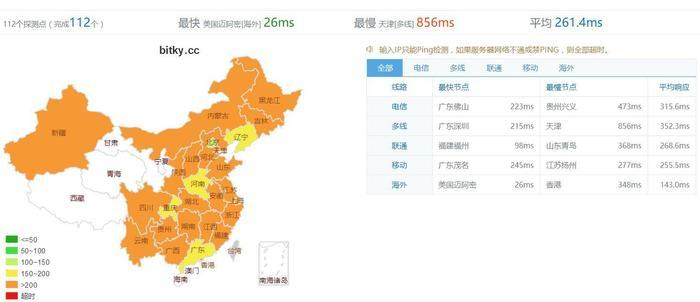 112个探测点（完成112个）
最快 美国迈阿密[海外] 26ms
最慢 天津[多线] 856ms
平均 261.4ms
bitky.cc
输入IP只能Ping检测，如果服务器网络不通或禁PING，则全部超时。
全部 电信 多线 联通 移动 海外
线路 最快节点 最慢节点 平均响应
电信 广东佛山 223ms 贵州兴义 473ms 315.6ms
多线 广东深圳 215ms 天津 856ms 352.3ms
联通 福建福州 98ms 山东青岛 368ms 268.6ms
移动 广东茂名 245ms 江苏扬州 277ms 255.5ms
海外 美国迈阿密 26ms 香港 348ms 143.0ms
黑龙江
吉林
内蒙古
辽宁
新疆
北京
天津
甘肃
河北
山西
宁夏
山东
青海
陕西
河南
江苏
西藏
安徽
上海
四川
重庆
湖北
浙江
湖南
江西
贵州
福建
云南
广西
广东
台湾
香港
澳门
海南
南海诸岛
<=50
50~100
100~150
150~200
>200
超时